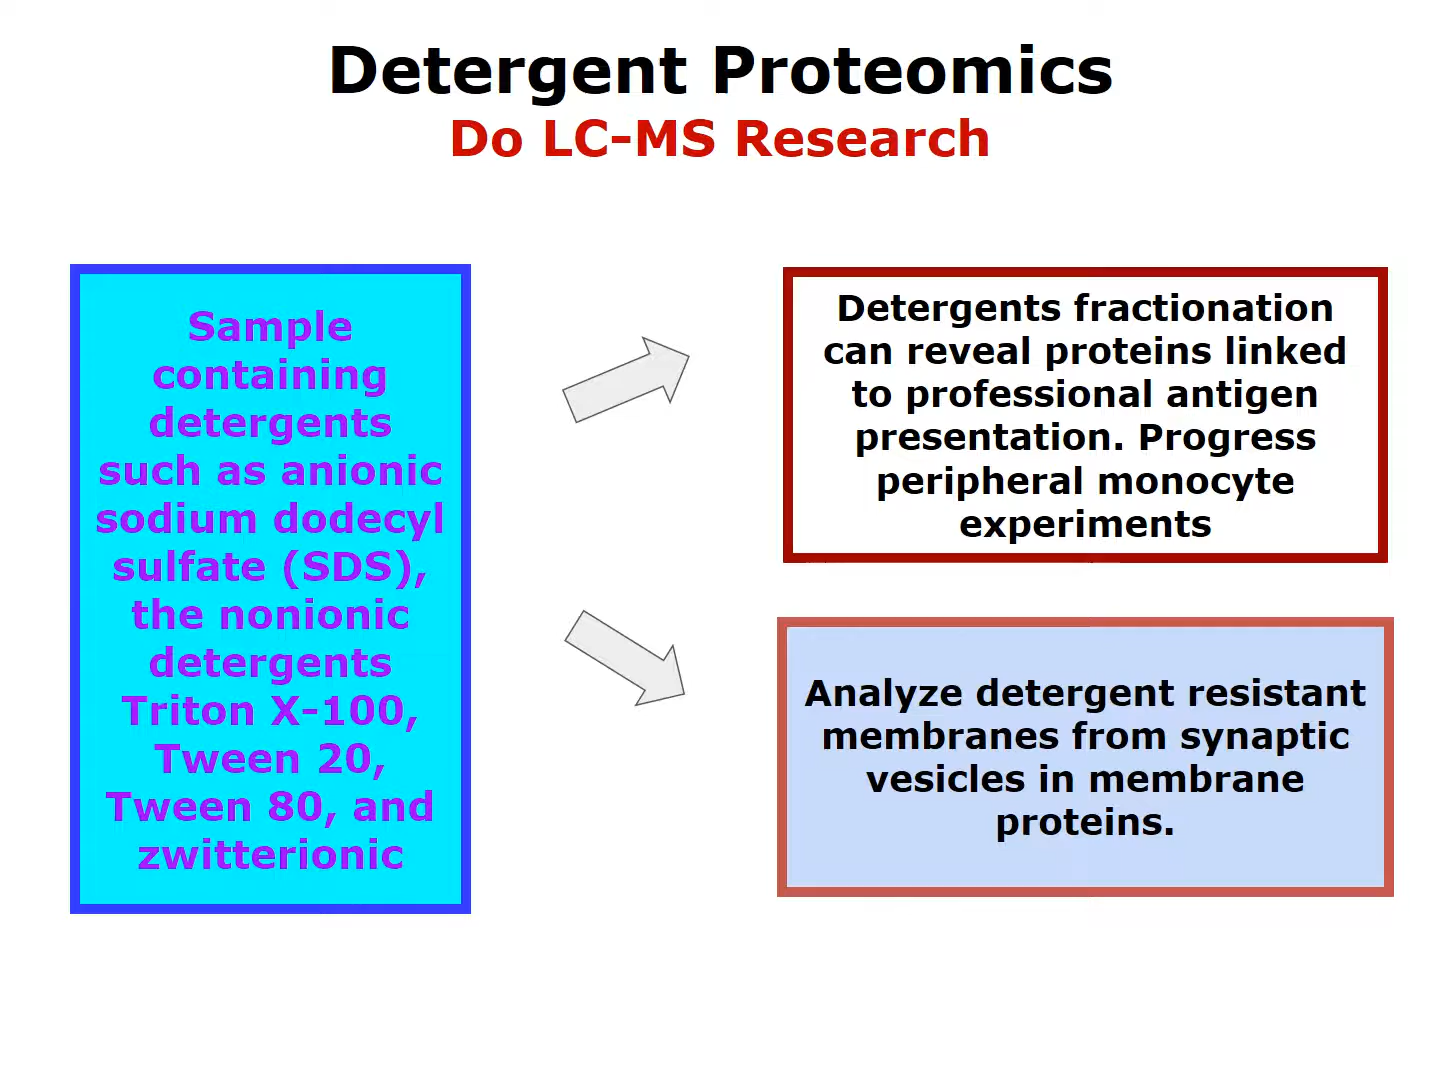 Detergent Proteomics
Do LC-MS Research
Sample
containing
detergents
such as anionic
sodium dodecyl
sulfate (SDS),
the nonionic
detergents
Triton X-100,
Tween 20,
Tween 80, and
zwitterionic
Detergents fractionation
can reveal proteins linked
to professional antigen
presentation. Progress
peripheral monocyte
experiments
Analyze detergent resistant
membranes from synaptic
vesicles in membrane
proteins.